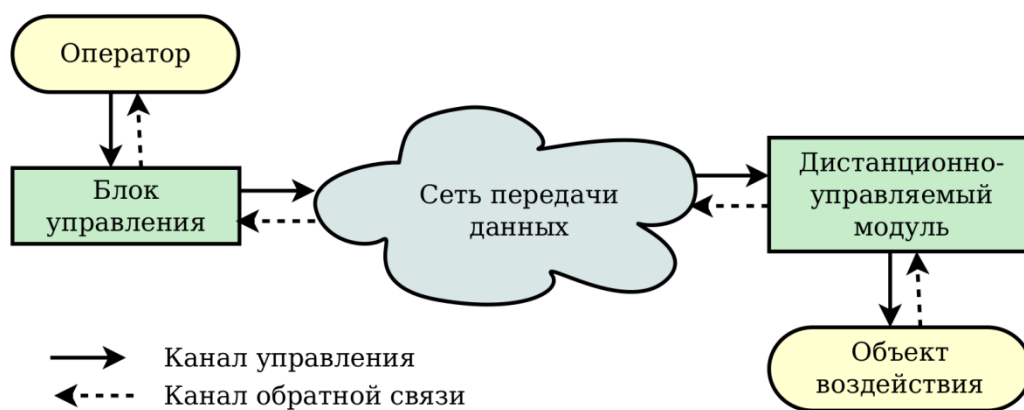 Оператор
Блок
управления
Сеть передачи
данных
Дистанционно-
управляемый
модуль
Объект
воздействия
Канал управления
Канал обратной связи